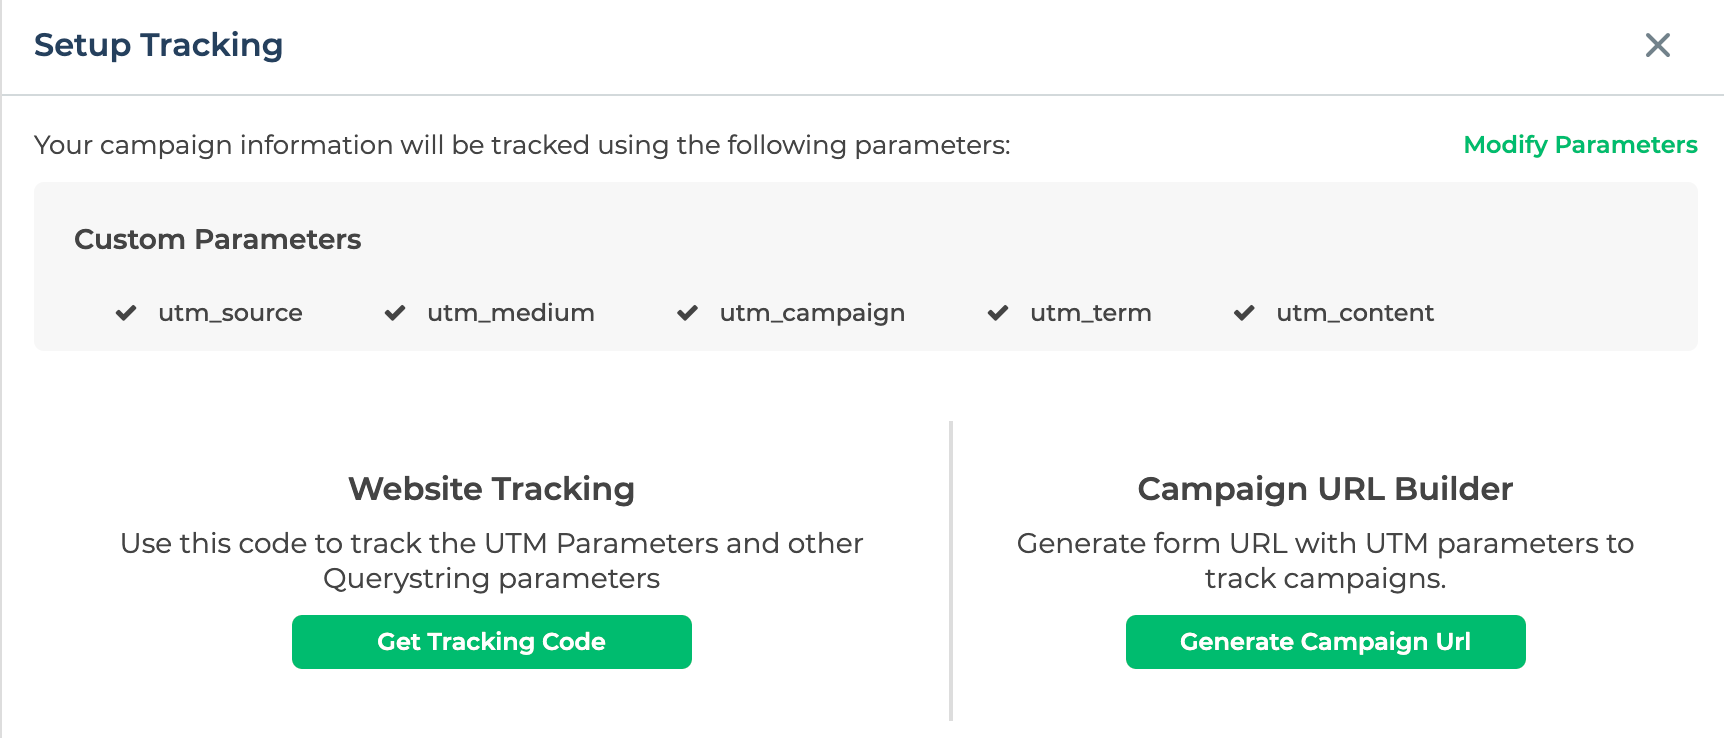 Setup Tracking
Your campaign information will be tracked using the following parameters:
Modify Parameters
Custom Parameters
utm_source utm_medium utm_campaign utm_term utm_content
Website Tracking
Use this code to track the UTM Parameters and other
Querystring parameters
Get Tracking Code
Campaign URL Builder
Generate form URL with UTM parameters to
track campaigns.
Generate Campaign Url